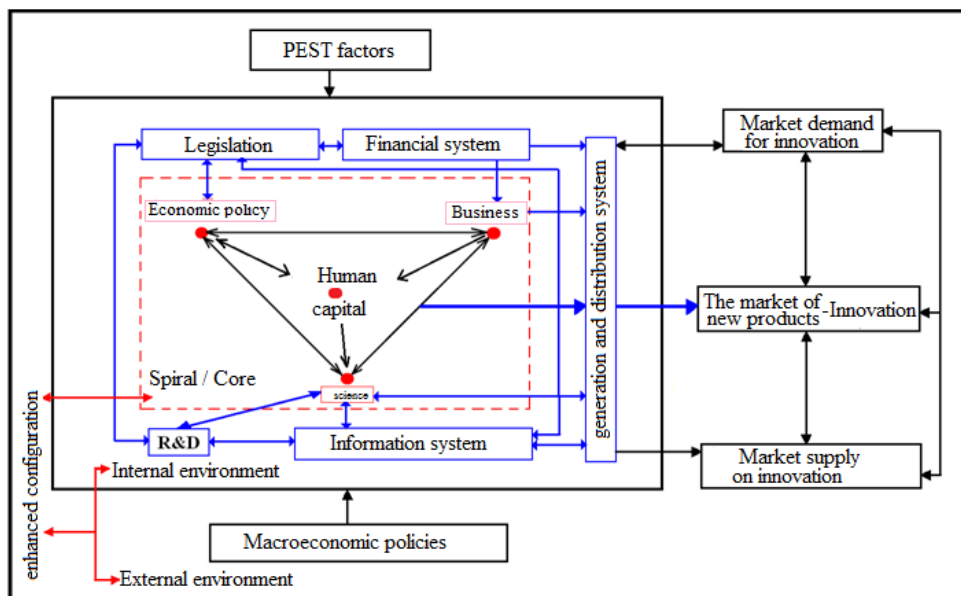 PEST factors
Legislation
Financial system
Market demand
for innovation
Economic policy
Business
generation and distribution system
Human
capital
The market of
new products
-Innovation
Spiral / Core
science
enhanced configuration
R&D
Information system
Internal environment
Market supply
on innovation
Macroeconomic policies
External environment